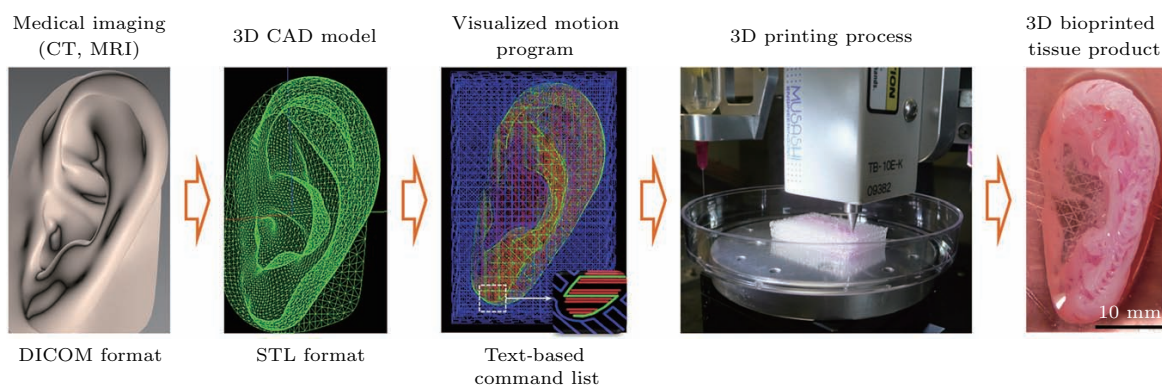 Medical imaging
(CT, MRI)
3D CAD model
Visualized motion
program
3D printing process
3D bioprinted
tissue product
MUSASHI
TB-10E-K
09382
10 mm
DICOM format
STL format
Text-based
command list